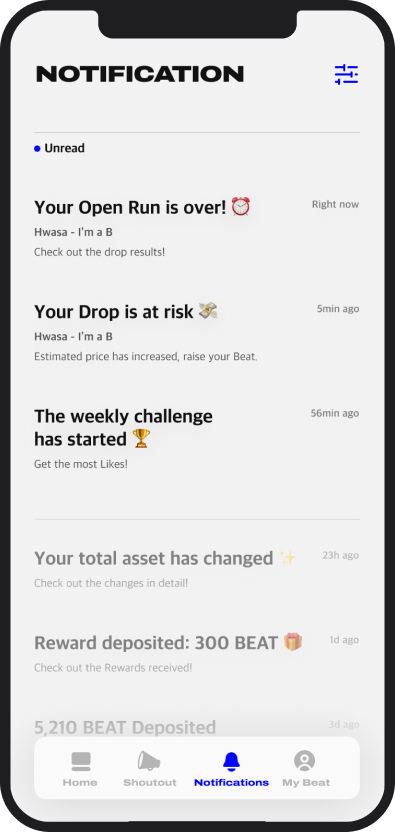 NOTIFICATION
Unread
Your Open Run is over! ⏰
Right now
Hwasa - I'm a B
Check out the drop results!
Your Drop is at risk 💸
5min ago
Hwasa - I'm a B
Estimated price has increased, raise your Beat.
The weekly challenge
56min ago
has started 🏆
Get the most Likes!
Your total asset has changed ✨
23h ago
Check out the changes in detail!
Reward deposited: 300 BEAT 🎁
1d ago
Check out the Rewards received!
5,210 BEAT Deposited
3d ago
Home
Shoutout
Notifications
My Beat